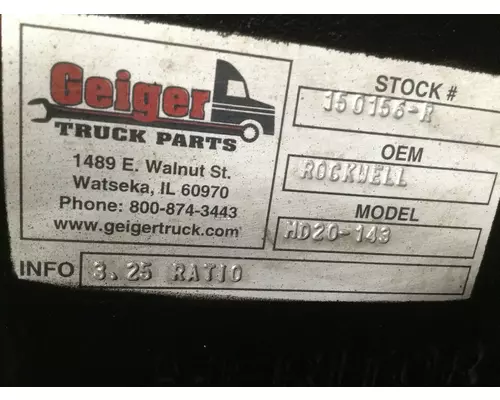 Geiger
TRUCK PARTS
1489 E. Walnut St.
Watseka, IL 60970
Phone: 800-874-3443
www.geigertruck.com
STOCK #
150156-R
OEM
ROCKWELL
MODEL
MD20-143
INFO 3.25 RATIO